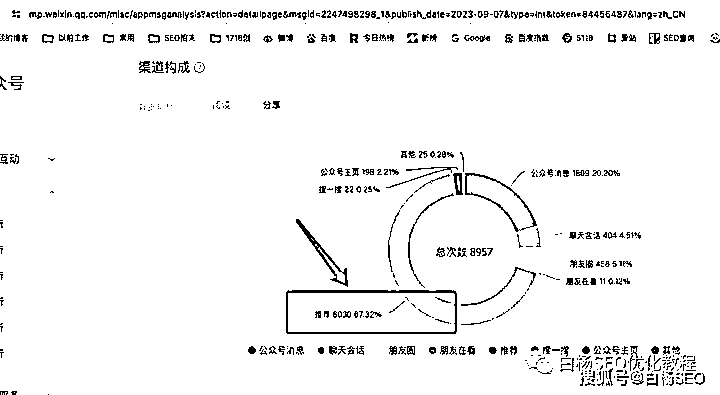 mp.weixin.qq.com/misc/appmsganalysis?action=detailpage&msgid=2247498298_1&publish_date=2023-09-07&type=int&token=84456487&lang=zh_CN
我的博客 以前工作 常用 SEO相关 1718创 微博 百度 今日热榜 新榜 Google 百度指数 5118 爱站 SEO查询
渠道构成
众号
分享
互动
其他 25 0.28%
公众号主页 198 2.21%
搜一搜 22 0.25%
公众号消息 1809 20.20%
聊天会话 404 4.51%
总次数 8957
朋友圈 458 5.11%
朋友在看 11 0.12%
推荐 6030 67.32%
公众号消息 聊天会话 朋友圈 朋友在看 推荐 搜一搜 公众号主页 其他
白杨SEO优化教程
搜狐号@白杨SEO